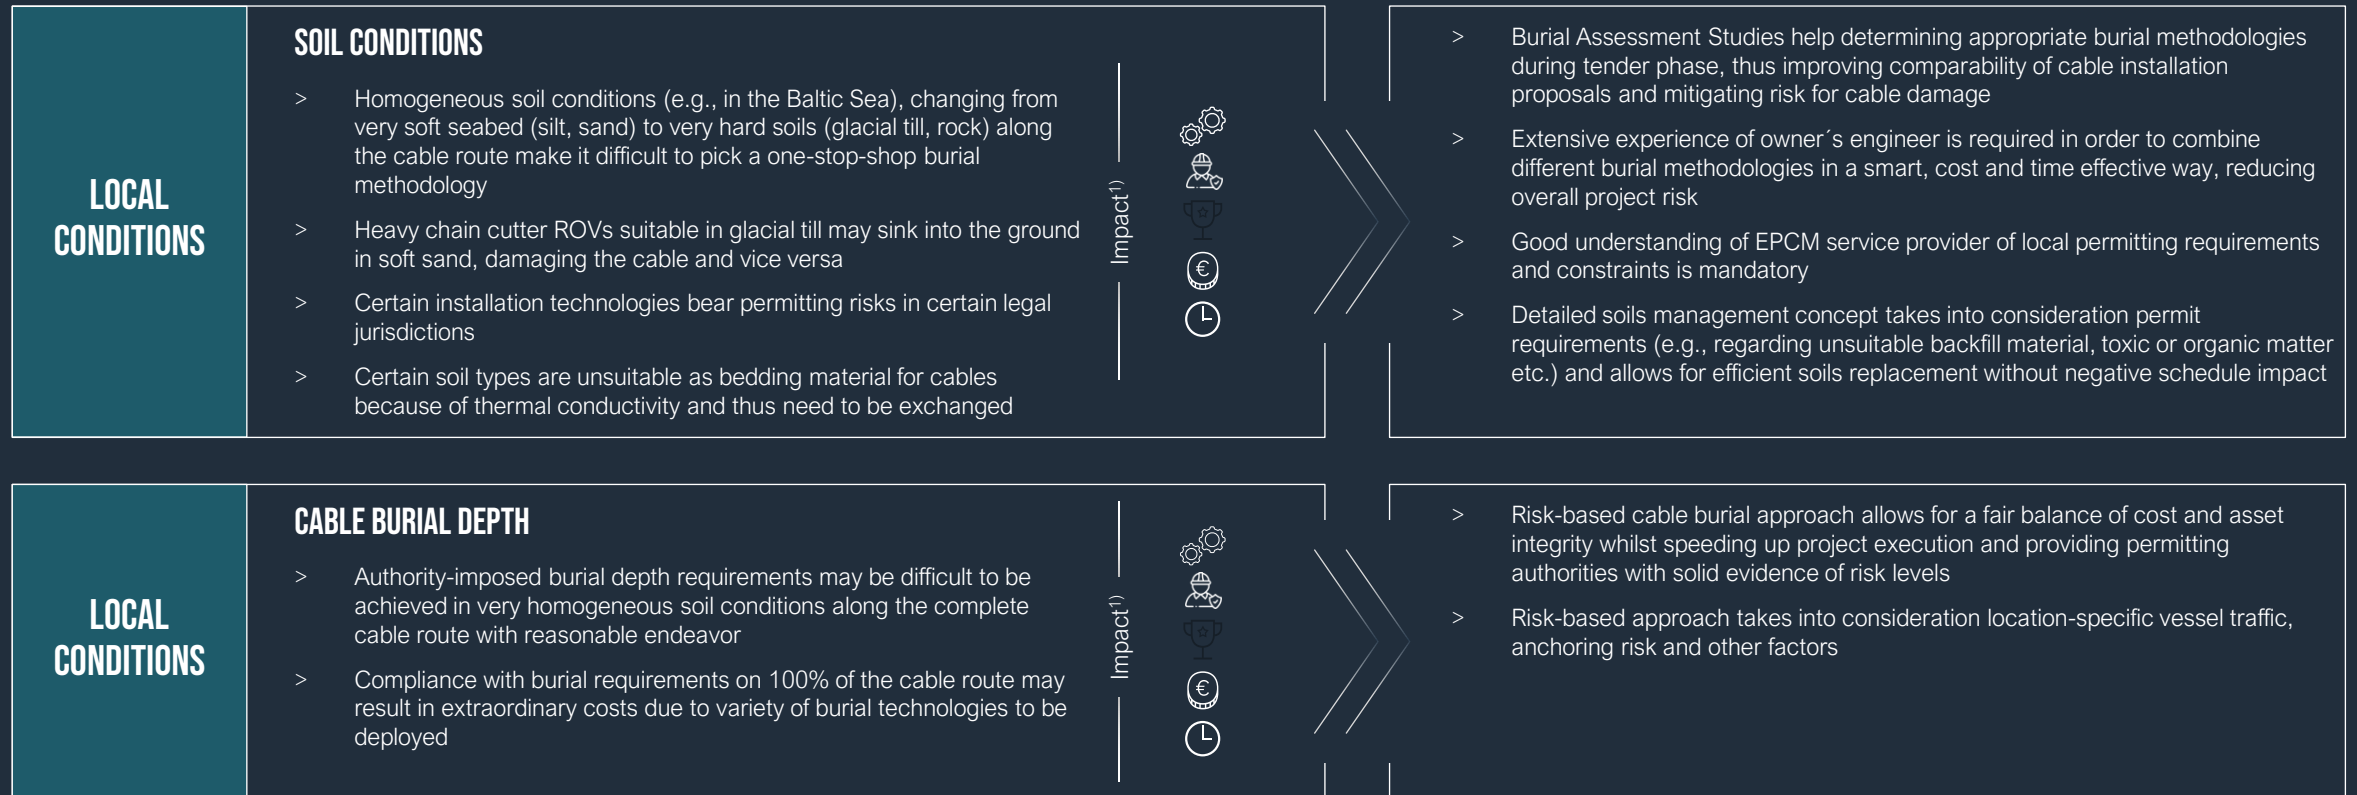 LOCAL
CONDITIONS
SOIL CONDITIONS
> Homogeneous soil conditions (e.g., in the Baltic Sea), changing from
very soft seabed (silt, sand) to very hard soils (glacial till, rock) along
the cable route make it difficult to pick a one-stop-shop burial
methodology
> Heavy chain cutter ROVs suitable in glacial till may sink into the ground
in soft sand, damaging the cable and vice versa
> Certain installation technologies bear permitting risks in certain legal
jurisdictions
> Certain soil types are unsuitable as bedding material for cables
because of thermal conductivity and thus need to be exchanged
Impact¹⁾
€
> Burial Assessment Studies help determining appropriate burial methodologies
during tender phase, thus improving comparability of cable installation
proposals and mitigating risk for cable damage
> Extensive experience of owner´s engineer is required in order to combine
different burial methodologies in a smart, cost and time effective way, reducing
overall project risk
> Good understanding of EPCM service provider of local permitting requirements
and constraints is mandatory
> Detailed soils management concept takes into consideration permit
requirements (e.g., regarding unsuitable backfill material, toxic or organic matter
etc.) and allows for efficient soils replacement without negative schedule impact
LOCAL
CONDITIONS
CABLE BURIAL DEPTH
> Authority-imposed burial depth requirements may be difficult to be
achieved in very homogeneous soil conditions along the complete
cable route with reasonable endeavor
> Compliance with burial requirements on 100% of the cable route may
result in extraordinary costs due to variety of burial technologies to be
deployed
Impact¹⁾
€
> Risk-based cable burial approach allows for a fair balance of cost and asset
integrity whilst speeding up project execution and providing permitting
authorities with solid evidence of risk levels
> Risk-based approach takes into consideration location-specific vessel traffic,
anchoring risk and other factors